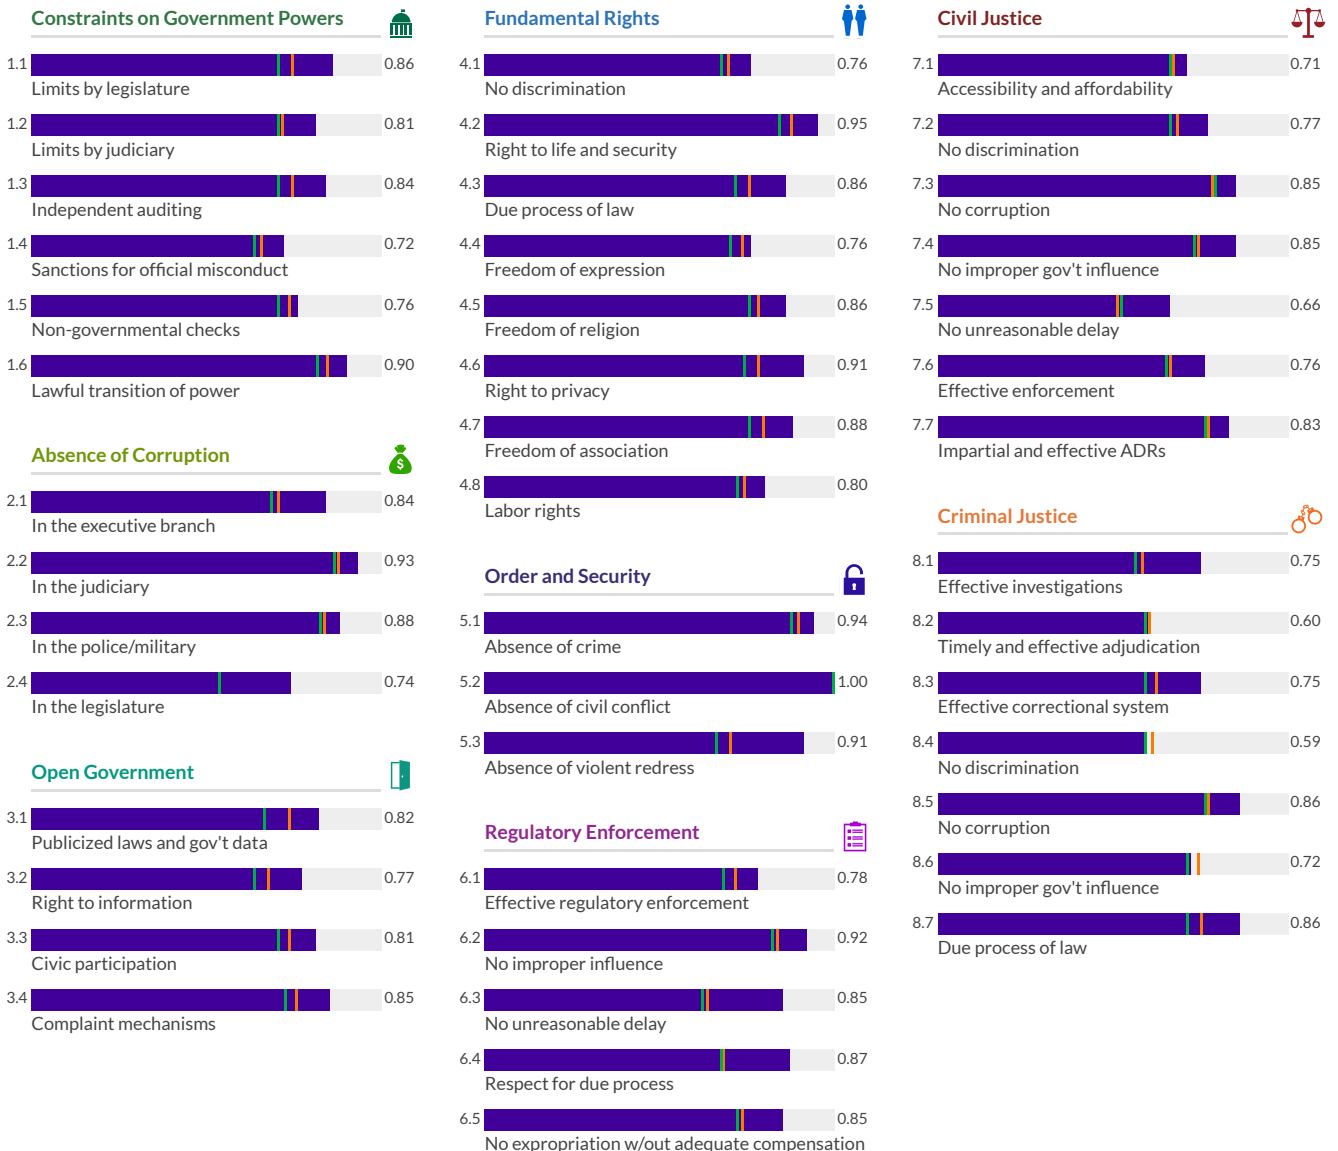 Constraints on Government Powers
1.1 0.86
Limits by legislature
1.2 0.81
Limits by judiciary
1.3 0.84
Independent auditing
1.4 0.72
Sanctions for official misconduct
1.5 0.76
Non-governmental checks
1.6 0.90
Lawful transition of power
Absence of Corruption
$
2.1 0.84
In the executive branch
2.2 0.93
In the judiciary
2.3 0.88
In the police/military
2.4 0.74
In the legislature
Open Government
3.1 0.82
Publicized laws and gov't data
3.2 0.77
Right to information
3.3 0.81
Civic participation
3.4 0.85
Complaint mechanisms
Fundamental Rights
4.1 0.76
No discrimination
4.2 0.95
Right to life and security
4.3 0.86
Due process of law
4.4 0.76
Freedom of expression
4.5 0.86
Freedom of religion
4.6 0.91
Right to privacy
4.7 0.88
Freedom of association
4.8 0.80
Labor rights
Order and Security
5.1 0.94
Absence of crime
5.2 1.00
Absence of civil conflict
5.3 0.91
Absence of violent redress
Regulatory Enforcement
6.1 0.78
Effective regulatory enforcement
6.2 0.92
No improper influence
6.3 0.85
No unreasonable delay
6.4 0.87
Respect for due process
6.5 0.85
No expropriation w/out adequate compensation
Civil Justice
7.1 0.71
Accessibility and affordability
7.2 0.77
No discrimination
7.3 0.85
No corruption
7.4 0.85
No improper gov't influence
7.5 0.66
No unreasonable delay
7.6 0.76
Effective enforcement
7.7 0.83
Impartial and effective ADRs
Criminal Justice
8.1 0.75
Effective investigations
8.2 0.60
Timely and effective adjudication
8.3 0.75
Effective correctional system
8.4 0.59
No discrimination
8.5 0.86
No corruption
8.6 0.72
No improper gov't influence
8.7 0.86
Due process of law